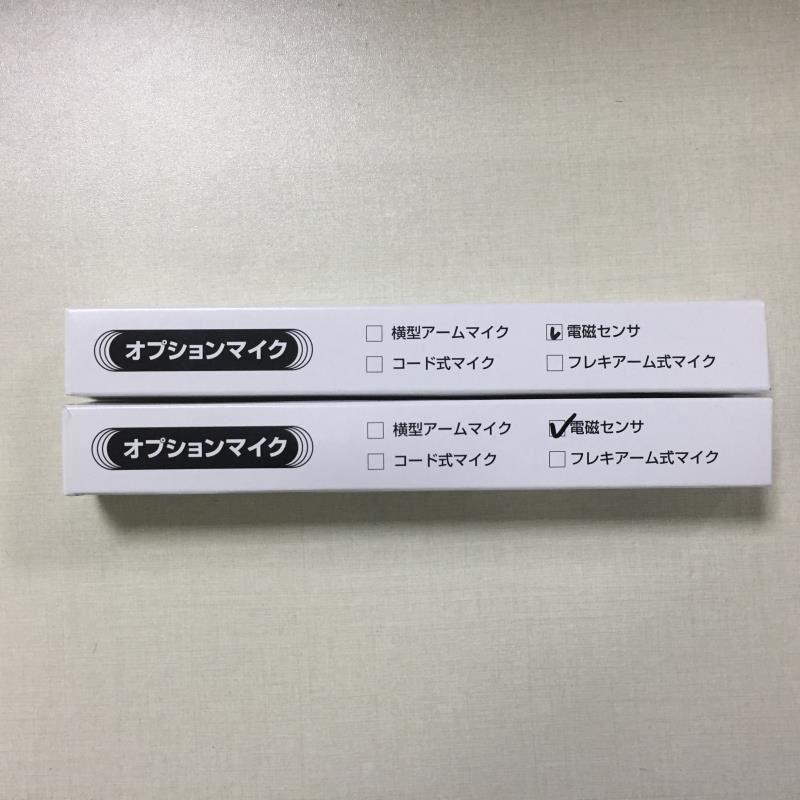 オプションマイク
□ 横型アームマイク ☑ 電磁センサ
□ コード式マイク □ フレキアーム式マイク
オプションマイク
□ 横型アームマイク ☑ 電磁センサ
□ コード式マイク □ フレキアーム式マイク